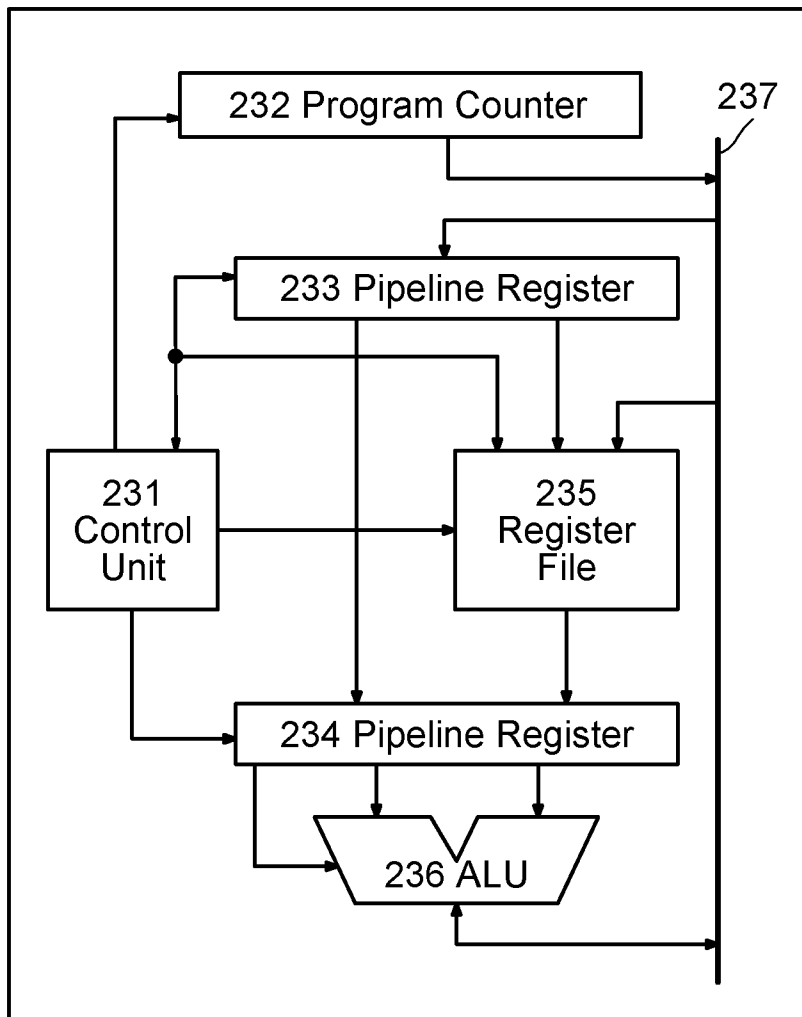 232 Program Counter
237
233 Pipeline Register
231
Control
Unit
235
Register
File
234 Pipeline Register
236 ALU